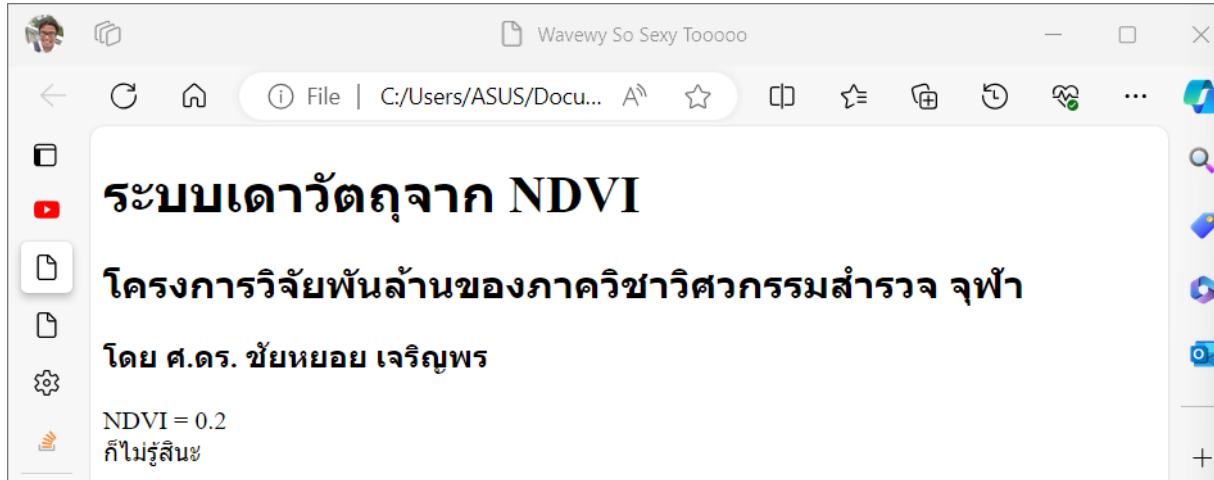 Wavewy So Sexy Tooooo
File | C:/Users/ASUS/Docu...
ระบบเดาวัตถุจาก NDVI
โครงการวิจัยพันล้านของภาควิชาวิศวกรรมสำรวจ จุฬา
โดย ศ.ดร. ชัยหยอย เจริญพร
NDVI = 0.2
ก็ไม่รู้สินะ